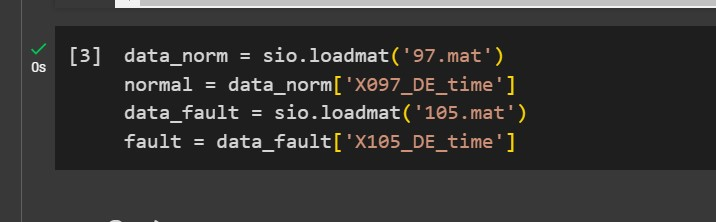 [3] data_norm = sio.loadmat('97.mat')
normal = data_norm['X097_DE_time']
data_fault = sio.loadmat('105.mat')
fault = data_fault['X105_DE_time']
0s